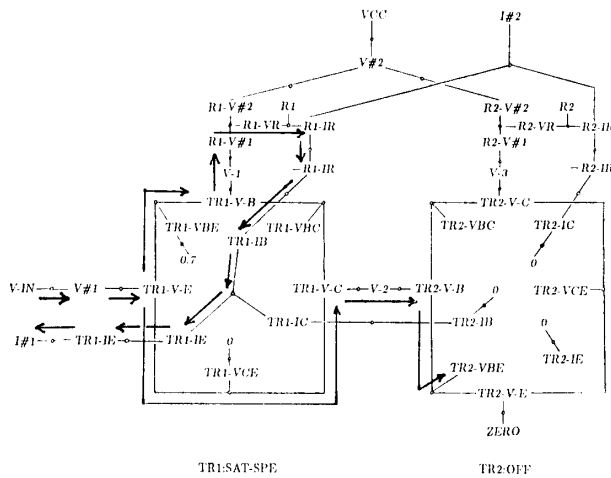 VCC I#2
V#2
R1-V#2 R1 R2-V#2 R2
R1-VR R1-IR R2-VR R2-IR
R1-V#1 R2-V#1
V-1 R1-IR V-3 R2-IR
TR1-V-B TR2-V-C
TR1-VBE TR1-VBC TR2-VBC TR2-IC
TR1-IB
0.7 0
V-IN V#1 TR1-V-E TR1-V-C V-2 TR2-V-B 0 TR2-VCE
TR1-IC TR2-IB 0
I#1 TR1-IE TR1-IE 0
TR2-IE
TR1-VCE TR2-VBE
TR2-V-E
ZERO
TR1:SAT-SPE TR2:OFF